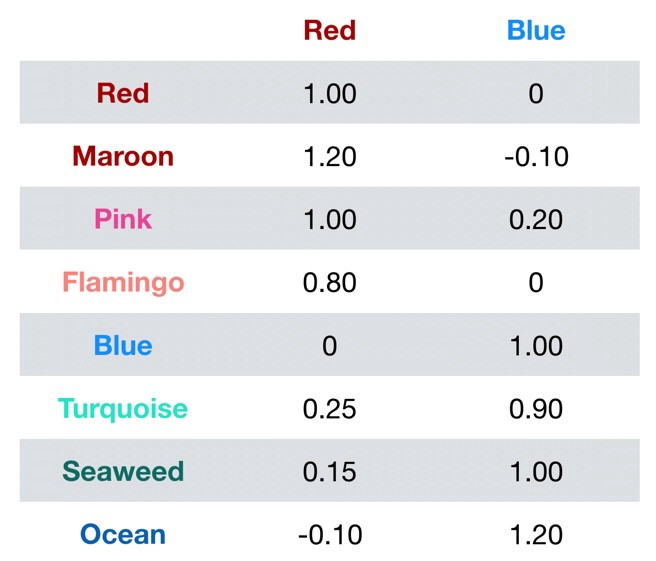 Red Blue
Red 1.00 0
Maroon 1.20 -0.10
Pink 1.00 0.20
Flamingo 0.80 0
Blue 0 1.00
Turquoise 0.25 0.90
Seaweed 0.15 1.00
Ocean -0.10 1.20